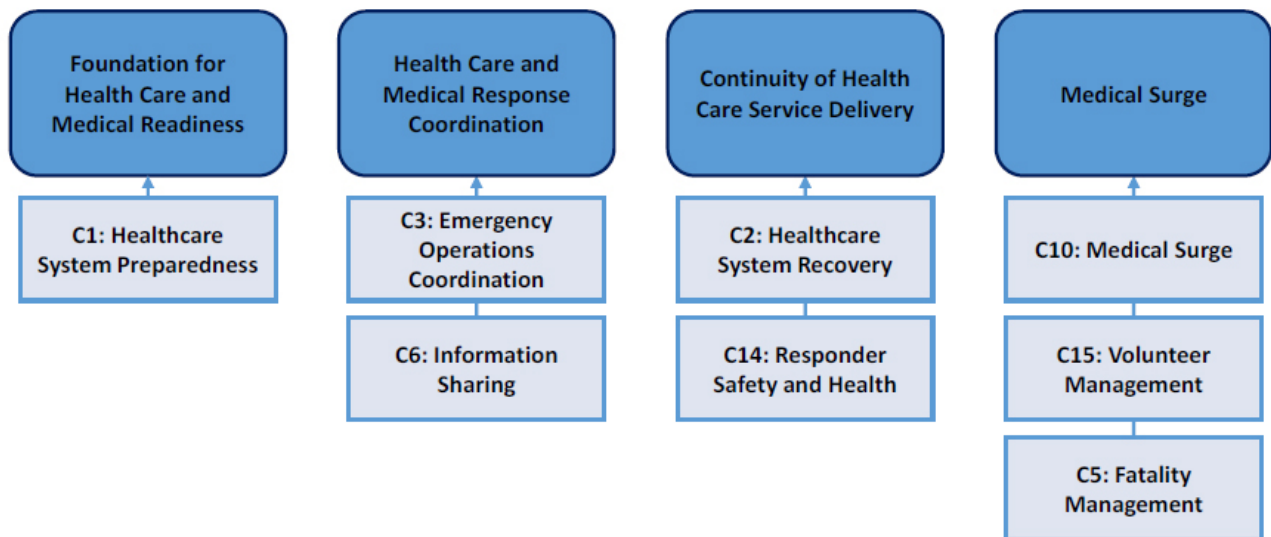 Foundation for
Health Care and
Medical Readiness
Health Care and
Medical Response
Coordination
Continuity of Health
Care Service Delivery
Medical Surge
C1: Healthcare
System Preparedness
C3: Emergency
Operations
Coordination
C2: Healthcare
System Recovery
C10: Medical Surge
C6: Information
Sharing
C14: Responder
Safety and Health
C15: Volunteer
Management
C5: Fatality
Management